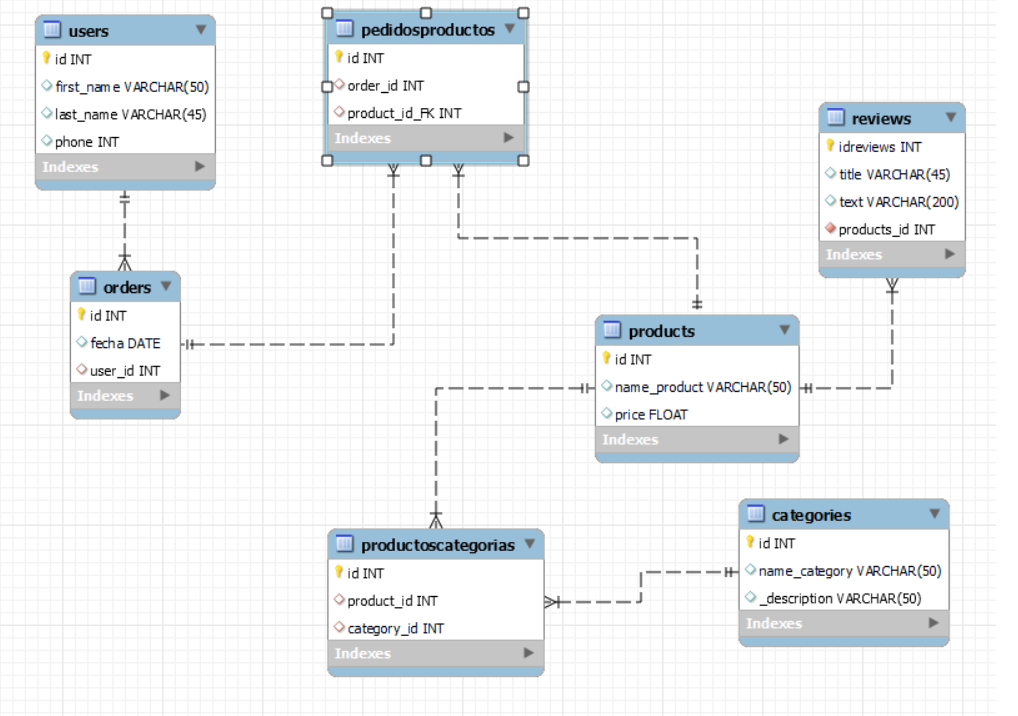 users
id INT
first_name VARCHAR(50)
last_name VARCHAR(45)
phone INT
Indexes
pedidosproductos
id INT
order_id INT
product_id_FK INT
Indexes
reviews
idreviews INT
title VARCHAR(45)
text VARCHAR(200)
products_id INT
Indexes
orders
id INT
fecha DATE
user_id INT
Indexes
products
id INT
name_product VARCHAR(50)
price FLOAT
Indexes
productoscategorias
id INT
product_id INT
category_id INT
Indexes
categories
id INT
name_category VARCHAR(50)
_description VARCHAR(50)
Indexes